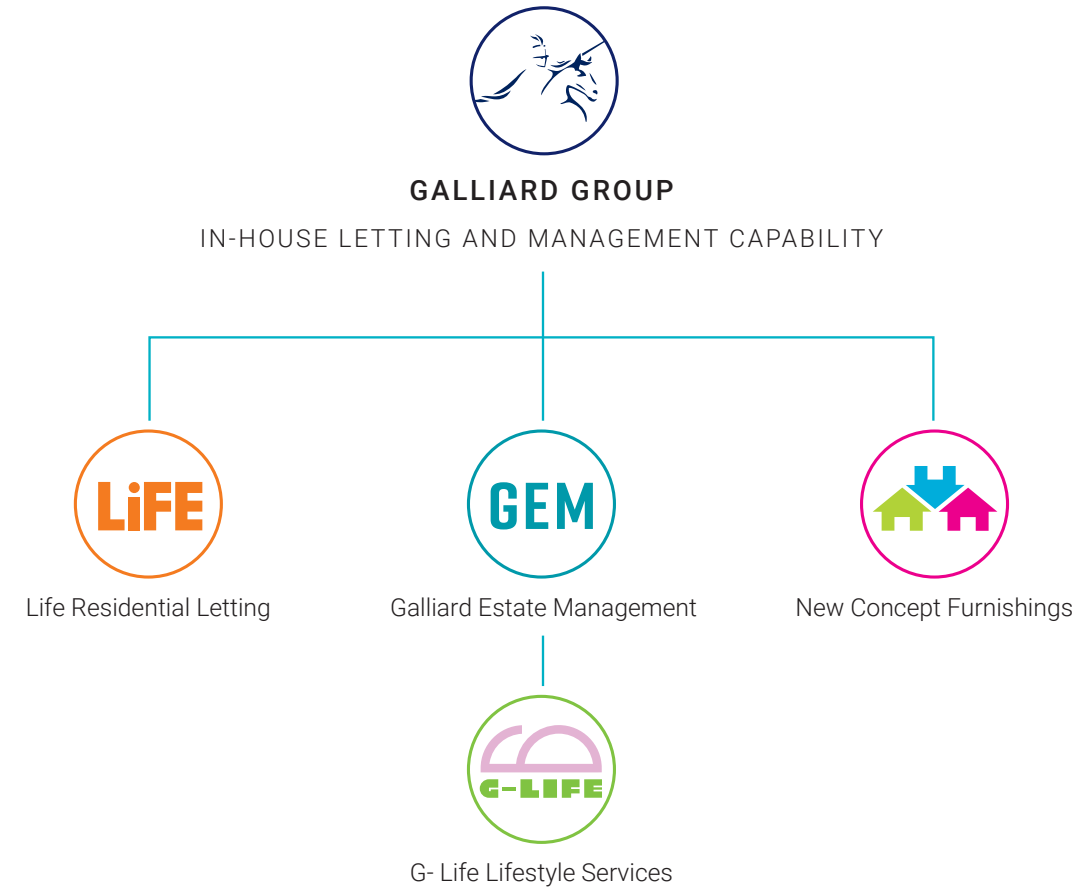 GALLIARD GROUP
IN-HOUSE LETTING AND MANAGEMENT CAPABILITY
LiFE
GEM
Life Residential Letting
Galliard Estate Management
New Concept Furnishings
G-LIFE
G- Life Lifestyle Services